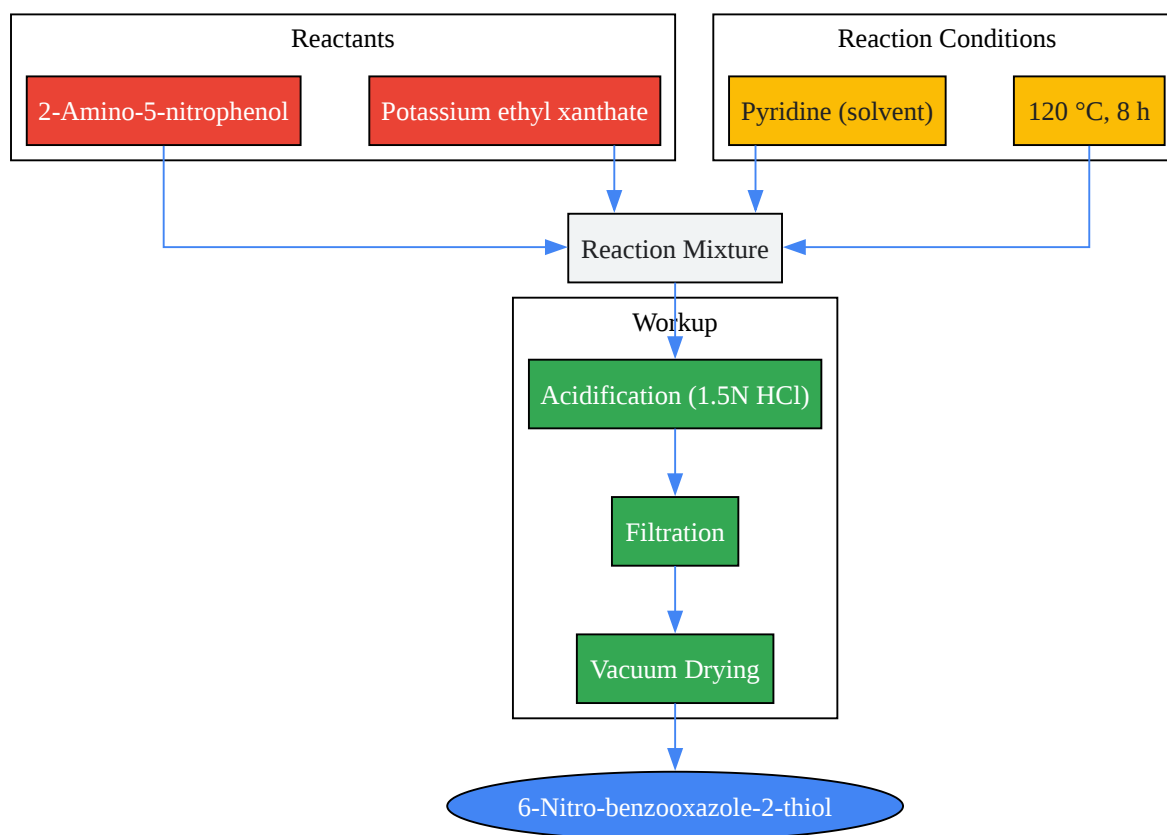 Reactants
Reaction Conditions
2-Amino-5-nitrophenol
Potassium ethyl xanthate
Pyridine (solvent)
120 °C, 8 h
Reaction Mixture
Workup
Acidification (1.5N HCl)
Filtration
Vacuum Drying
6-Nitro-benzooxazole-2-thiol